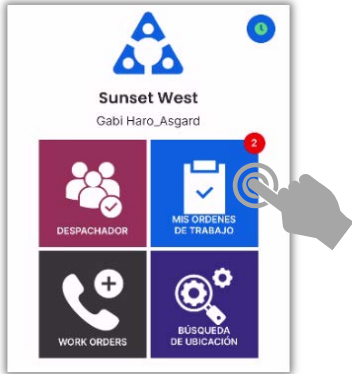 Sunset West
Gabi Haro_Asgard
2
DESPACHADOR
MIS ORDENES
DE TRABAJO
WORK ORDERS
BÚSQUEDA
DE UBICACIÓN